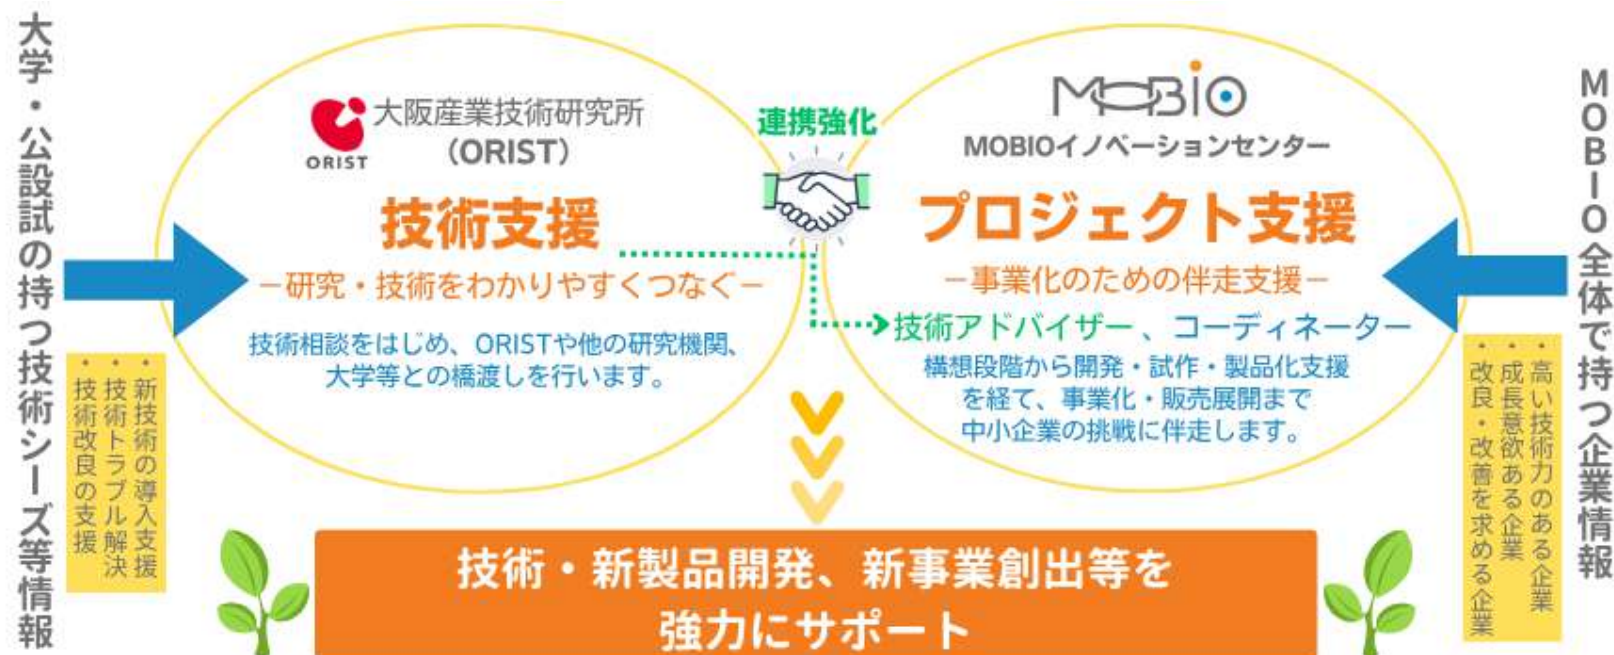 大学・公設試の持つ技術シーズ等情報
・新技術の導入支援
・技術トラブル解決
・技術改良の支援
ORIST
大阪産業技術研究所
（ORIST）
技術支援
－研究・技術をわかりやすくつなぐ－
技術相談をはじめ、ORISTや他の研究機関、
大学等との橋渡しを行います。
連携強化
MOBIO
MOBIOイノベーションセンター
プロジェクト支援
－事業化のための伴走支援－
技術アドバイザー 、コーディネーター
構想段階から開発・試作・製品化支援
を経て、事業化・販売展開まで
中小企業の挑戦に伴走します。
MOBIO全体で持つ企業情報
・高い技術力のある企業
・成長意欲ある企業
・改良・改善を求める企業
技術・新製品開発、新事業創出等を
強力にサポート